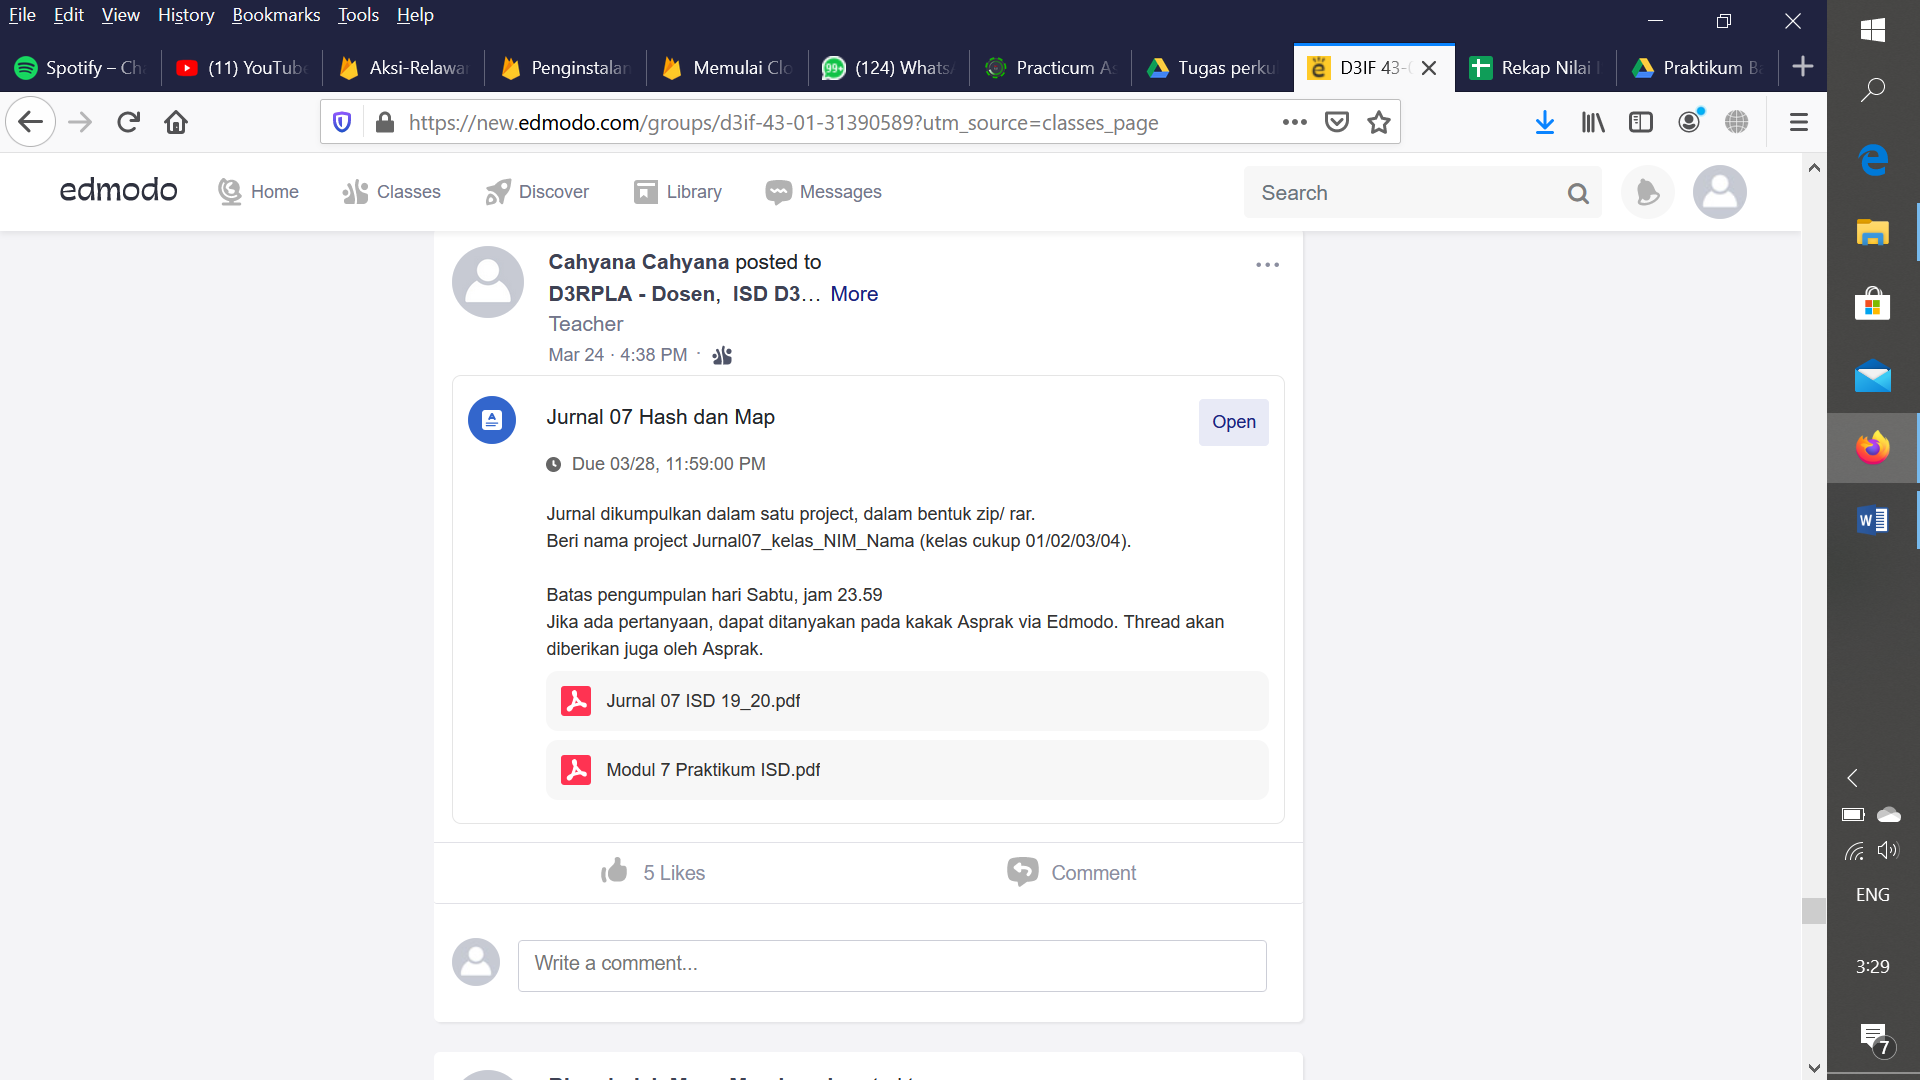 File Edit View History Bookmarks Tools Help
Spotify – Ch
(11) YouTub
Aksi-Relawar
Penginstalan
Memulai Clo
(124) Whats
Practicum As
Tugas perku
D3IF 43-
Rekap Nilai
Praktikum Ba
https://new.edmodo.com/groups/d3if-43-01-31390589?utm_source=classes_page
edmodo Home Classes Discover Library Messages Search
Cahyana Cahyana posted to
D3RPLA - Dosen, ISD D3... More
Teacher
Mar 24 · 4:38 PM ·
Jurnal 07 Hash dan Map
Open
Due 03/28, 11:59:00 PM
Jurnal dikumpulkan dalam satu project, dalam bentuk zip/ rar.
Beri nama project Jurnal07_kelas_NIM_Nama (kelas cukup 01/02/03/04).
Batas pengumpulan hari Sabtu, jam 23.59
Jika ada pertanyaan, dapat ditanyakan pada kakak Asprak via Edmodo. Thread akan
diberikan juga oleh Asprak.
Jurnal 07 ISD 19_20.pdf
Modul 7 Praktikum ISD.pdf
5 Likes Comment
Write a comment...
ENG
3:29
7